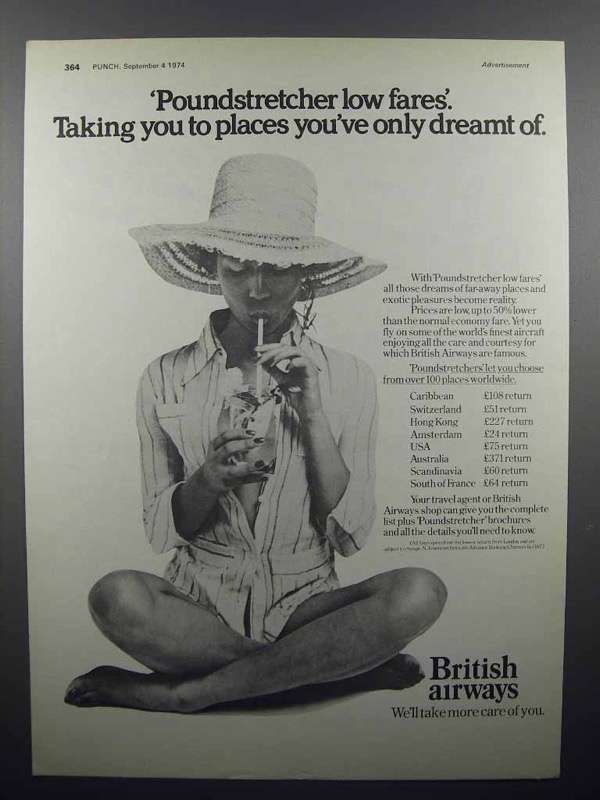 364 PUNCH, September 4 1974 Advertisement
'Poundstretcher low fares'.
Taking you to places you've only dreamt of.
With 'Poundstretcher low fares'
all those dreams of far-away places and
exotic pleasures become reality.
Prices are low, up to 50% lower
than the normal economy fare. Yet you
fly on some of the world's finest aircraft
enjoying all the care and courtesy for
which British Airways are famous.
'Poundstretchers' let you choose
from over 100 places worldwide.
Caribbean £108 return
Switzerland £51 return
Hong Kong £227 return
Amsterdam £24 return
USA £75 return
Australia £371 return
Scandinavia £60 return
South of France £64 return
Your travel agent or British
Airways shop can give you the complete
list plus 'Poundstretcher' brochures
and all the details you'll need to know.
British
airways
We'll take more care of you.